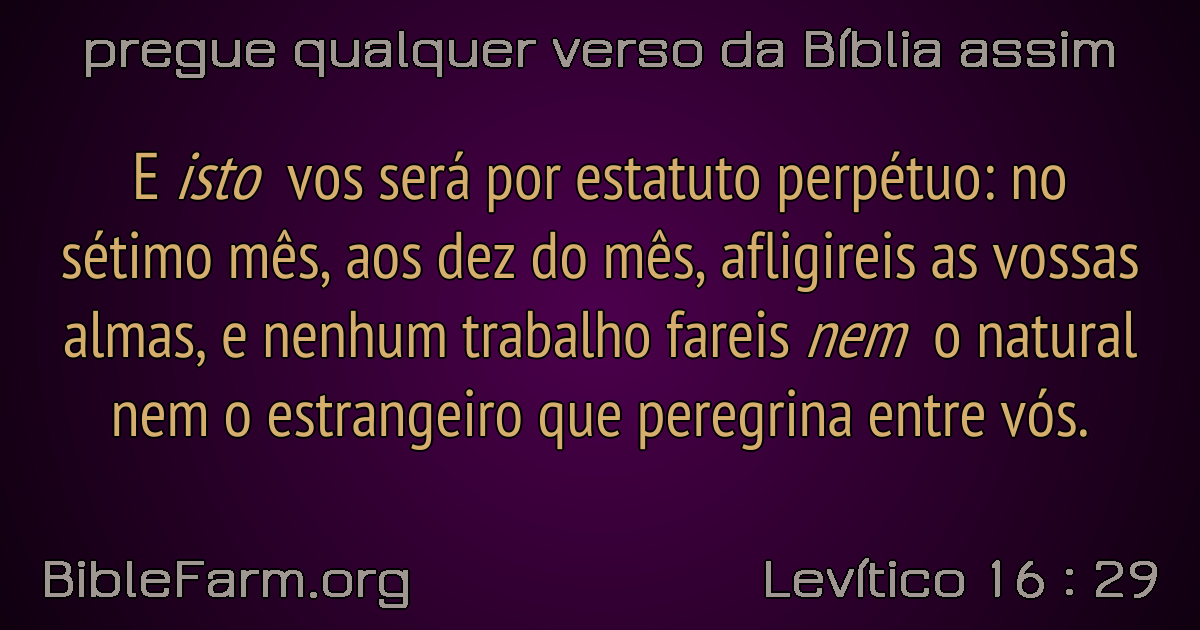 pregue qualquer verso da Bíblia assim
E isto vos será por estatuto perpétuo: no
sétimo mês, aos dez do mês, afligireis as vossas
almas, e nenhum trabalho fareis nem o natural
nem o estrangeiro que peregrina entre vós.
BibleFarm.org
Levítico 16 : 29